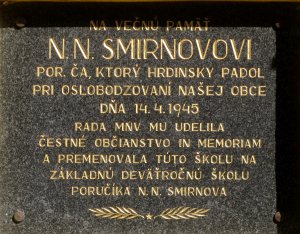 NA VEČNÚ PAMÄŤ
N. N. SMIRNOVOVI
POR. ČA, KTORÝ HRDINSKY PADOL
PRI OSLOBODZOVANÍ NAŠEJ OBCE
DŇA 14. 4. 1945
RADA MNV MU UDELILA
ČESTNÉ OBČIANSTVO IN MEMORIAM
A PREMENOVALA TÚTO ŠKOLU NA
ZÁKLADNÚ DEVÄŤROČNÚ ŠKOLU
PORUČÍKA N. N. SMIRNOVA